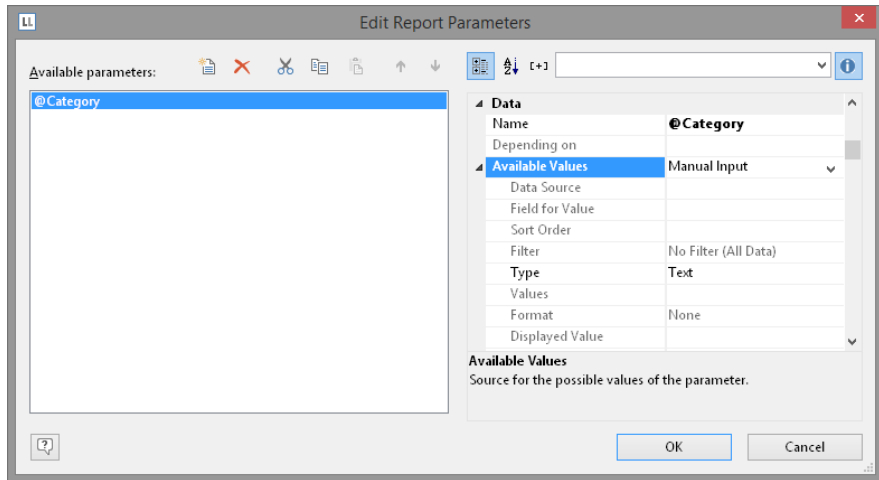 LL Edit Report Parameters
Available parameters:
@Category
A Z [+]
Data
Name @Category
Depending on
Available Values Manual Input
Data Source
Field for Value
Sort Order
Filter No Filter (All Data)
Type Text
Values
Format None
Displayed Value
Available Values
Source for the possible values of the parameter.
OK Cancel